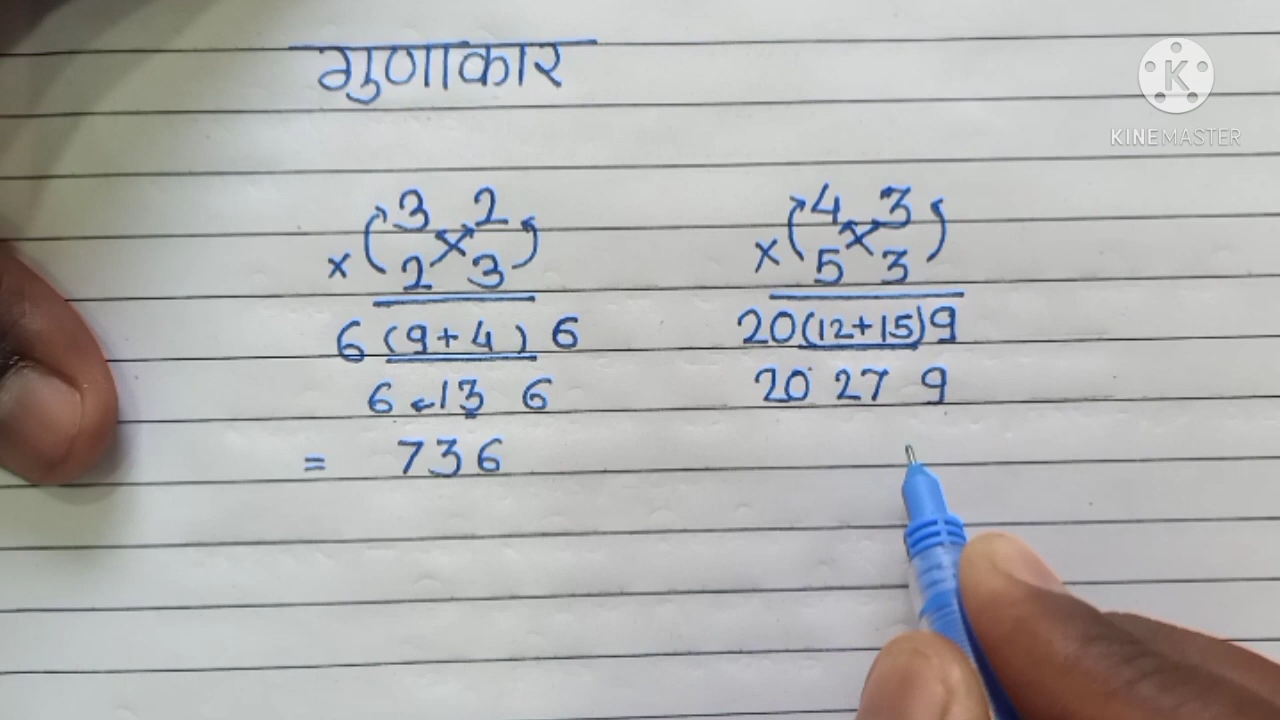 गुणाकार
KINEMASTER
3 2
× 2 3
6 (9 + 4) 6
6 ← 13 6
= 736
4 3
× 5 3
20 (12 + 15) 9
20 27 9